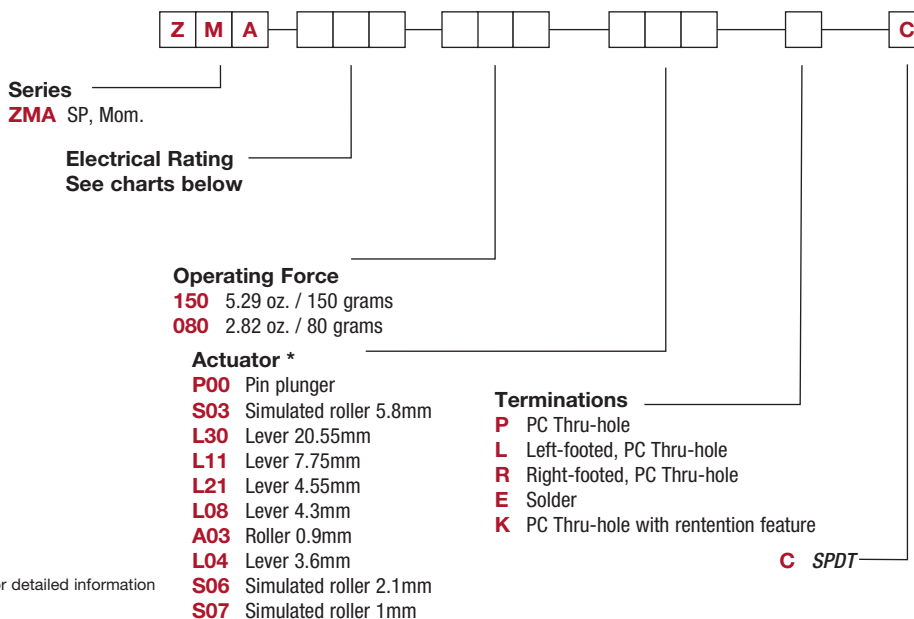 Z M A C
Series
ZMA SP, Mom.
Electrical Rating
See charts below
Operating Force
150 5.29 oz. / 150 grams
080 2.82 oz. / 80 grams
Actuator *
P00 Pin plunger
S03 Simulated roller 5.8mm
L30 Lever 20.55mm
L11 Lever 7.75mm
L21 Lever 4.55mm
L08 Lever 4.3mm
A03 Roller 0.9mm
L04 Lever 3.6mm
S06 Simulated roller 2.1mm
S07 Simulated roller 1mm
Terminations
P PC Thru-hole
L Left-footed, PC Thru-hole
R Right-footed, PC Thru-hole
E Solder
K PC Thru-hole with rentention feature
C SPDT
r detailed information